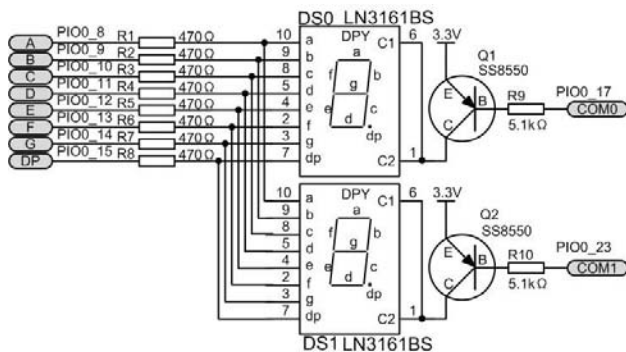 DS0 LN3161BS
A PIO0_8 R1 470Ω 10 a
B PIO0_9 R2 470Ω 9 b
C PIO0_10 R3 470Ω 8 c
D PIO0_11 R4 470Ω 5 d
E PIO0_12 R5 470Ω 4 e
F PIO0_13 R6 470Ω 2 f
G PIO0_14 R7 470Ω 3 g
DP PIO0_15 R8 470Ω 7 dp
DPY C1 6
a
f b
g
e c
d
dp
C2 1
3.3V
Q1
SS8550
E
B
C
R9
5.1kΩ
PIO0_17
COM0
10 a
9 b
8 c
5 d
4 e
2 f
3 g
7 dp
DPY C1 6
a
f b
g
e c
d
dp
C2 1
3.3V
Q2
SS8550
E
B
C
R10
5.1kΩ
PIO0_23
COM1
DS1 LN3161BS